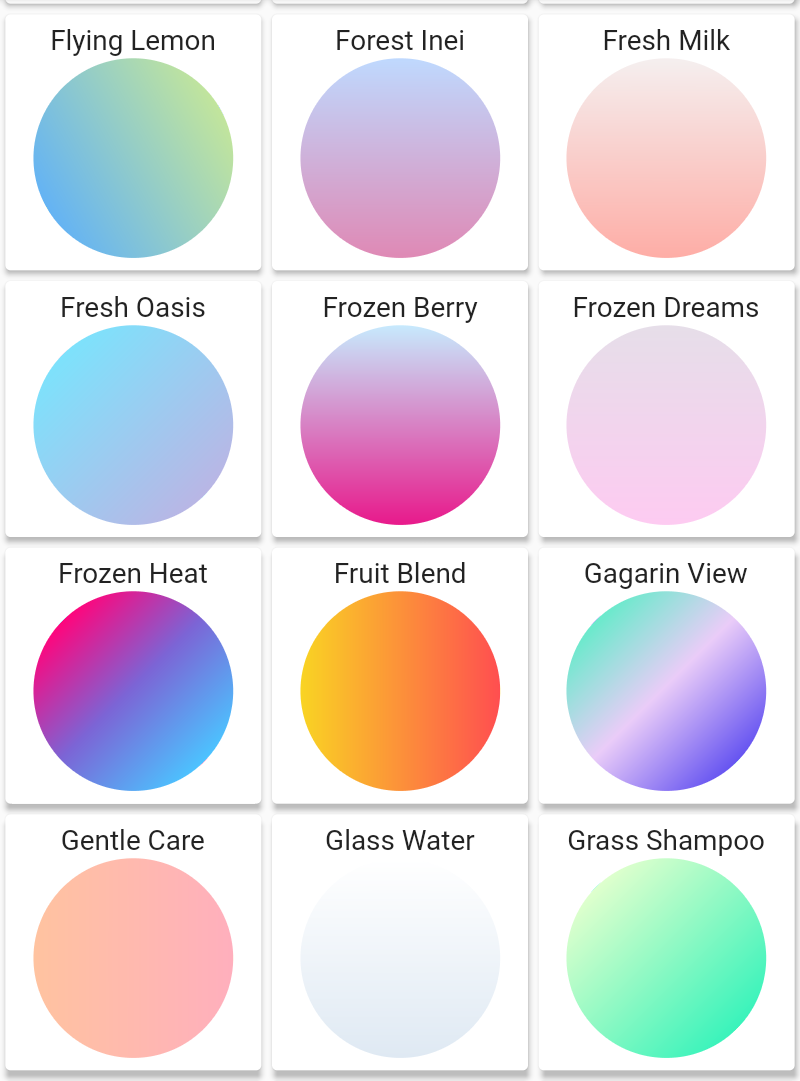 Flying Lemon
Forest Inei
Fresh Milk
Fresh Oasis
Frozen Berry
Frozen Dreams
Frozen Heat
Fruit Blend
Gagarin View
Gentle Care
Glass Water
Grass Shampoo